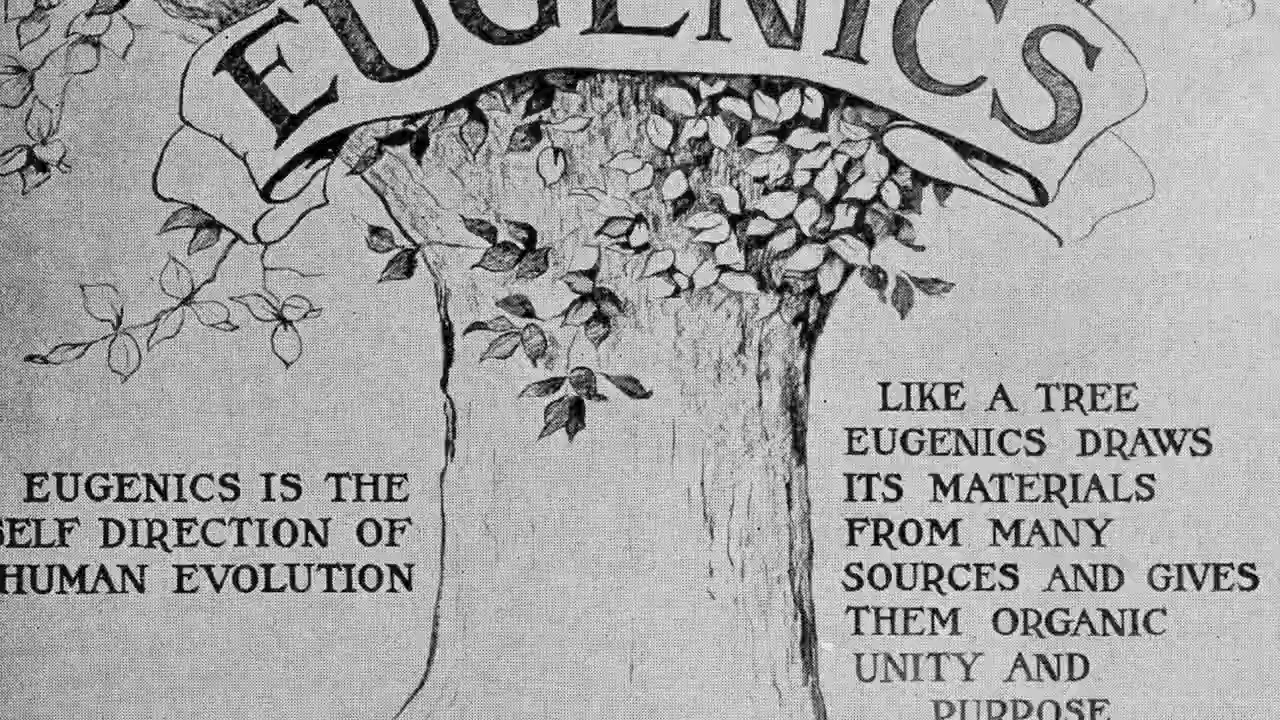 EUGENICS
EUGENICS IS THE
SELF DIRECTION OF
HUMAN EVOLUTION
LIKE A TREE
EUGENICS DRAWS
ITS MATERIALS
FROM MANY
SOURCES AND GIVES
THEM ORGANIC
UNITY AND
PURPOSE